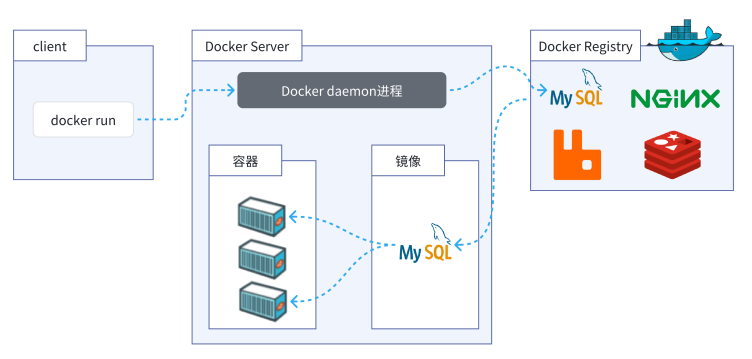 client
docker run
Docker Server
Docker daemon进程
容器
镜像
MySQL
Docker Registry
MySQL
NGINX